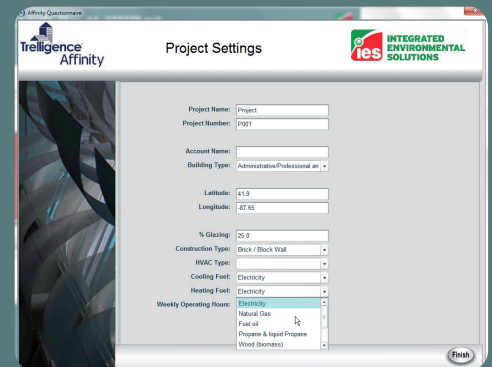 Affinity Questionnaire
Trelligence
Affinity
Project Settings
ies
INTEGRATED
ENVIRONMENTAL
SOLUTIONS
Project Name: Project
Project Number: P001
Account Name:
Building Type: Administrative/Professional an
Latitude: 41.9
Longitude: -87.65
% Glazing: 25.0
Construction Type: Brick / Block Wall
HVAC Type:
Cooling Fuel: Electricity
Heating Fuel: Electricity
Weekly Operating Hours: Electricity
Natural Gas
Fuel oil
Propane & liquid Propane
Wood (biomass)
Finish